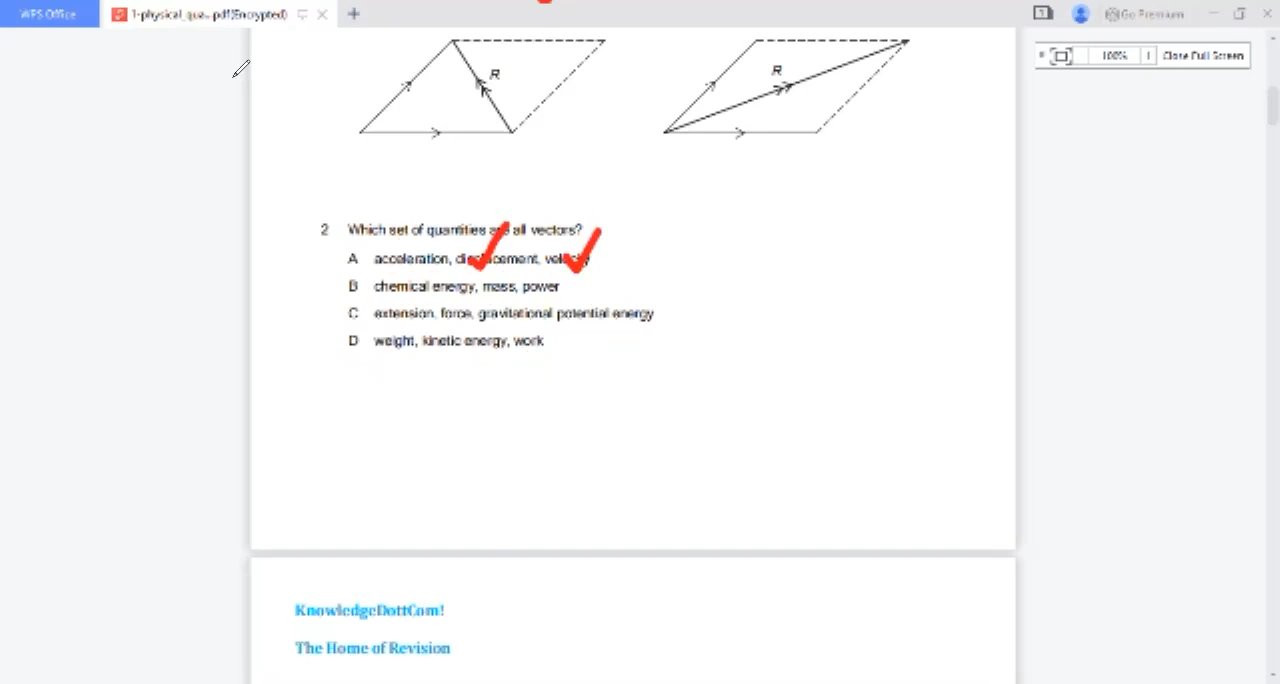 WPS Office
1-physical_qua... .pdf(Encrypted)
Go Premium
100%
Close Full Screen
R
R
2 Which set of quantities are all vectors?
A acceleration, displacement, velocity
B chemical energy, mass, power
C extension, force, gravitational potential energy
D weight, kinetic energy, work
KnowledgeDottCom!
The Home of Revision